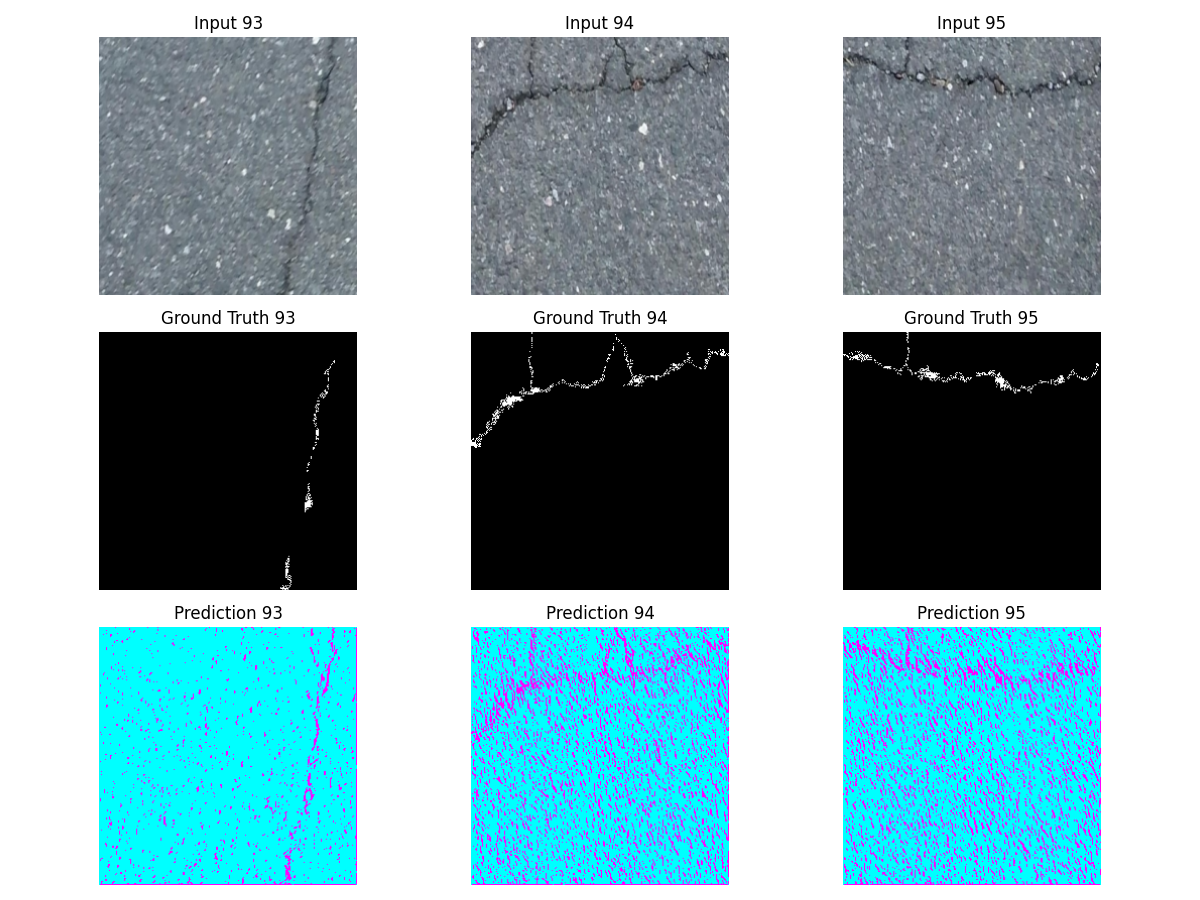 Input 93
Input 94
Input 95
Ground Truth 93
Ground Truth 94
Ground Truth 95
Prediction 93
Prediction 94
Prediction 95